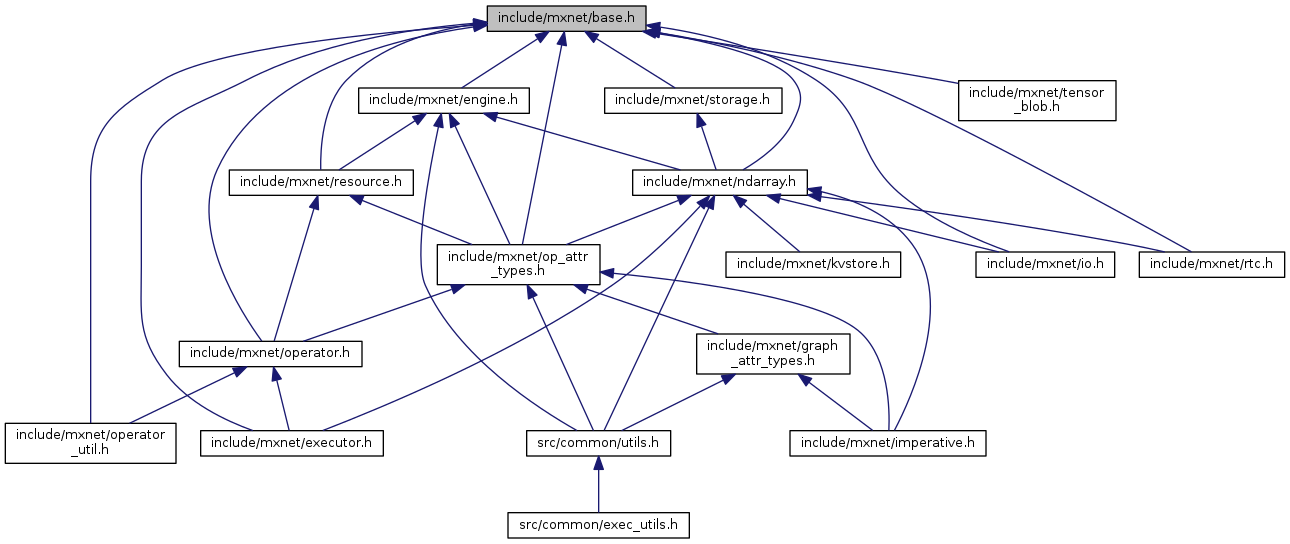 include/mxnet/base.h
include/mxnet/engine.h
include/mxnet/storage.h
include/mxnet/tensor
_blob.h
include/mxnet/resource.h
include/mxnet/ndarray.h
include/mxnet/op_attr
_types.h
include/mxnet/kvstore.h
include/mxnet/io.h
include/mxnet/rtc.h
include/mxnet/operator.h
include/mxnet/graph
_attr_types.h
include/mxnet/operator
_util.h
include/mxnet/executor.h
src/common/utils.h
include/mxnet/imperative.h
src/common/exec_utils.h